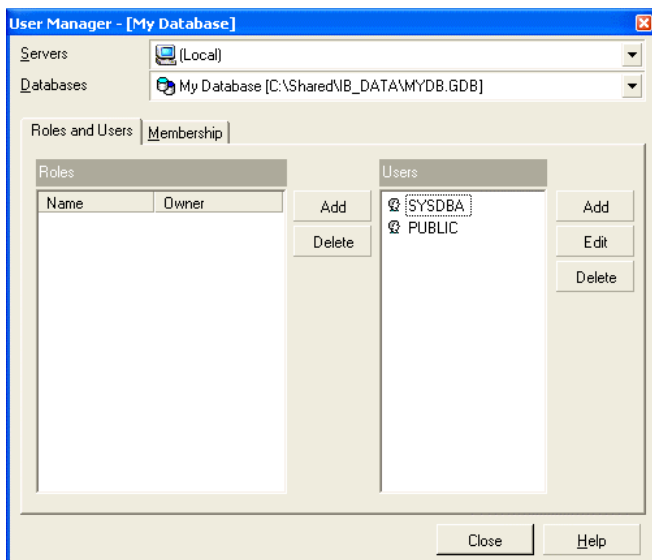 User Manager - [My Database]
Servers
(Local)
Databases
My Database [C:\Shared\IB_DATA\MYDB.GDB]
Roles and Users
Membership
Roles
Users
Name
Owner
Add
Delete
SYSDBA
PUBLIC
Add
Edit
Delete
Close
Help